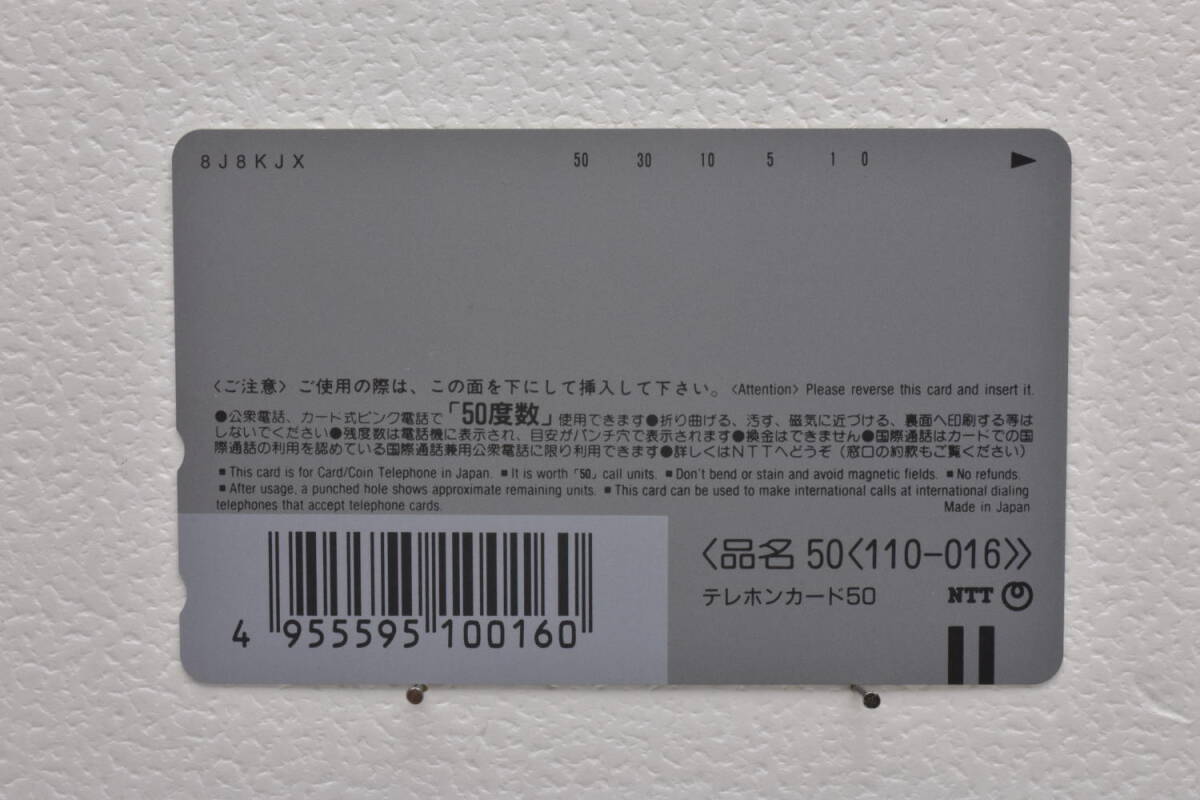 8J8KJX 50 30 10 5 1 0
〈ご注意〉ご使用の際は、この面を下にして挿入して下さい。〈Attention〉Please reverse this card and insert it.
●公衆電話、カード式ピンク電話で「50度数」使用できます●折り曲げる、汚す、磁気に近づける、裏面へ印刷する等は
しないでください●残度数は電話機に表示され、目安がパンチ穴で表示されます●換金はできません●国際通話はカードでの国
際通話の利用を認めている国際通話兼用公衆電話に限り利用できます●詳しくはNTTへどうぞ(窓口の約款もご覧ください)
■ This card is for Card/Coin Telephone in Japan. ■ It is worth「50」call units. ■ Don't bend or stain and avoid magnetic fields. ■ No refunds.
■ After usage, a punched hole shows approximate remaining units. ■ This card can be used to make international calls at international dialing
telephones that accept telephone cards.
Made in Japan
〈品名 50〈110-016〉〉
テレホンカード50 NTT
4 955595 100160